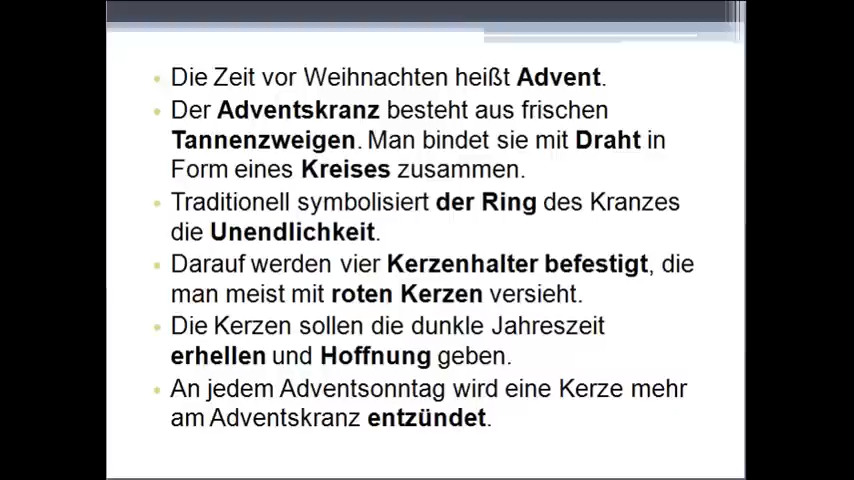 • Die Zeit vor Weihnachten heißt Advent.
• Der Adventskranz besteht aus frischen
Tannenzweigen. Man bindet sie mit Draht in
Form eines Kreises zusammen.
• Traditionell symbolisiert der Ring des Kranzes
die Unendlichkeit.
• Darauf werden vier Kerzenhalter befestigt, die
man meist mit roten Kerzen versieht.
• Die Kerzen sollen die dunkle Jahreszeit
erhellen und Hoffnung geben.
• An jedem Adventsonntag wird eine Kerze mehr
am Adventskranz entzündet.